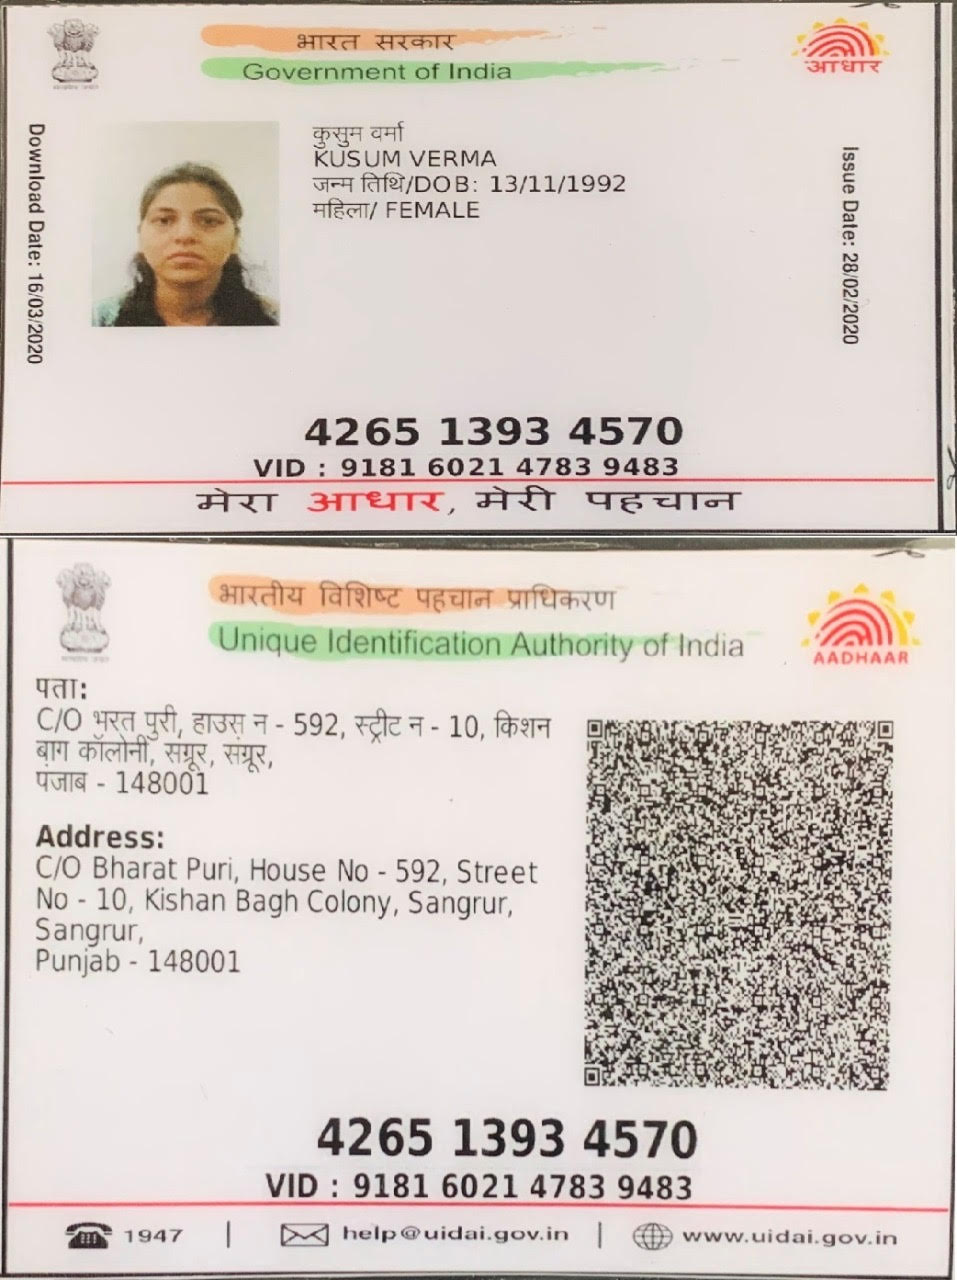 भारत सरकार
Government of India
आधार
Download Date: 16/03/2020
कुसुम वर्मा
KUSUM VERMA
जन्म तिथि/DOB: 13/11/1992
महिला/ FEMALE
Issue Date: 28/02/2020
4265 1393 4570
VID : 9181 6021 4783 9483
मेरा आधार, मेरी पहचान
भारतीय विशिष्ट पहचान प्राधिकरण
Unique Identification Authority of India
AADHAAR
पता:
C/O भरत पुरी, हाउस न - 592, स्ट्रीट न - 10, किशन
बाग कॉलोनी, सग्रूर, संग्रूर,
पंजाब - 148001
Address:
C/O Bharat Puri, House No - 592, Street
No - 10, Kishan Bagh Colony, Sangrur,
Sangrur,
Punjab - 148001
4265 1393 4570
VID : 9181 6021 4783 9483
1947 | help@uidai.gov.in | www.uidai.gov.in